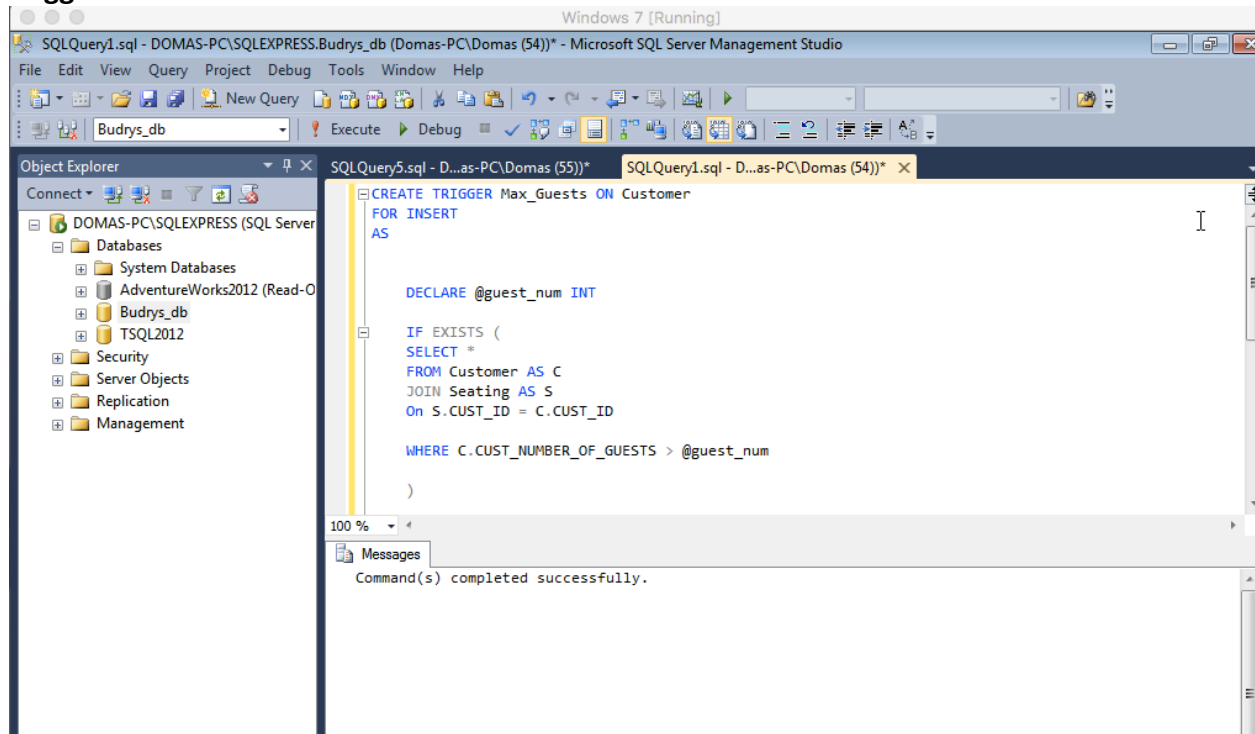 Windows 7 [Running]
SQLQuery1.sql - DOMAS-PC\SQLEXPRESS.Budrys_db (Domas-PC\Domas (54))* - Microsoft SQL Server Management Studio
File Edit View Query Project Debug Tools Window Help
New Query
Budrys_db
Execute Debug
Object Explorer
SQLQuery5.sql - D...as-PC\Domas (55))*
SQLQuery1.sql - D...as-PC\Domas (54))*
Connect
DOMAS-PC\SQLEXPRESS (SQL Server
Databases
System Databases
AdventureWorks2012 (Read-O
Budrys_db
TSQL2012
Security
Server Objects
Replication
Management
CREATE TRIGGER Max_Guests ON Customer
FOR INSERT
AS
DECLARE @guest_num INT
IF EXISTS (
SELECT *
FROM Customer AS C
JOIN Seating AS S
On S.CUST_ID = C.CUST_ID
WHERE C.CUST_NUMBER_OF_GUESTS > @guest_num
)
100 %
Messages
Command(s) completed successfully.